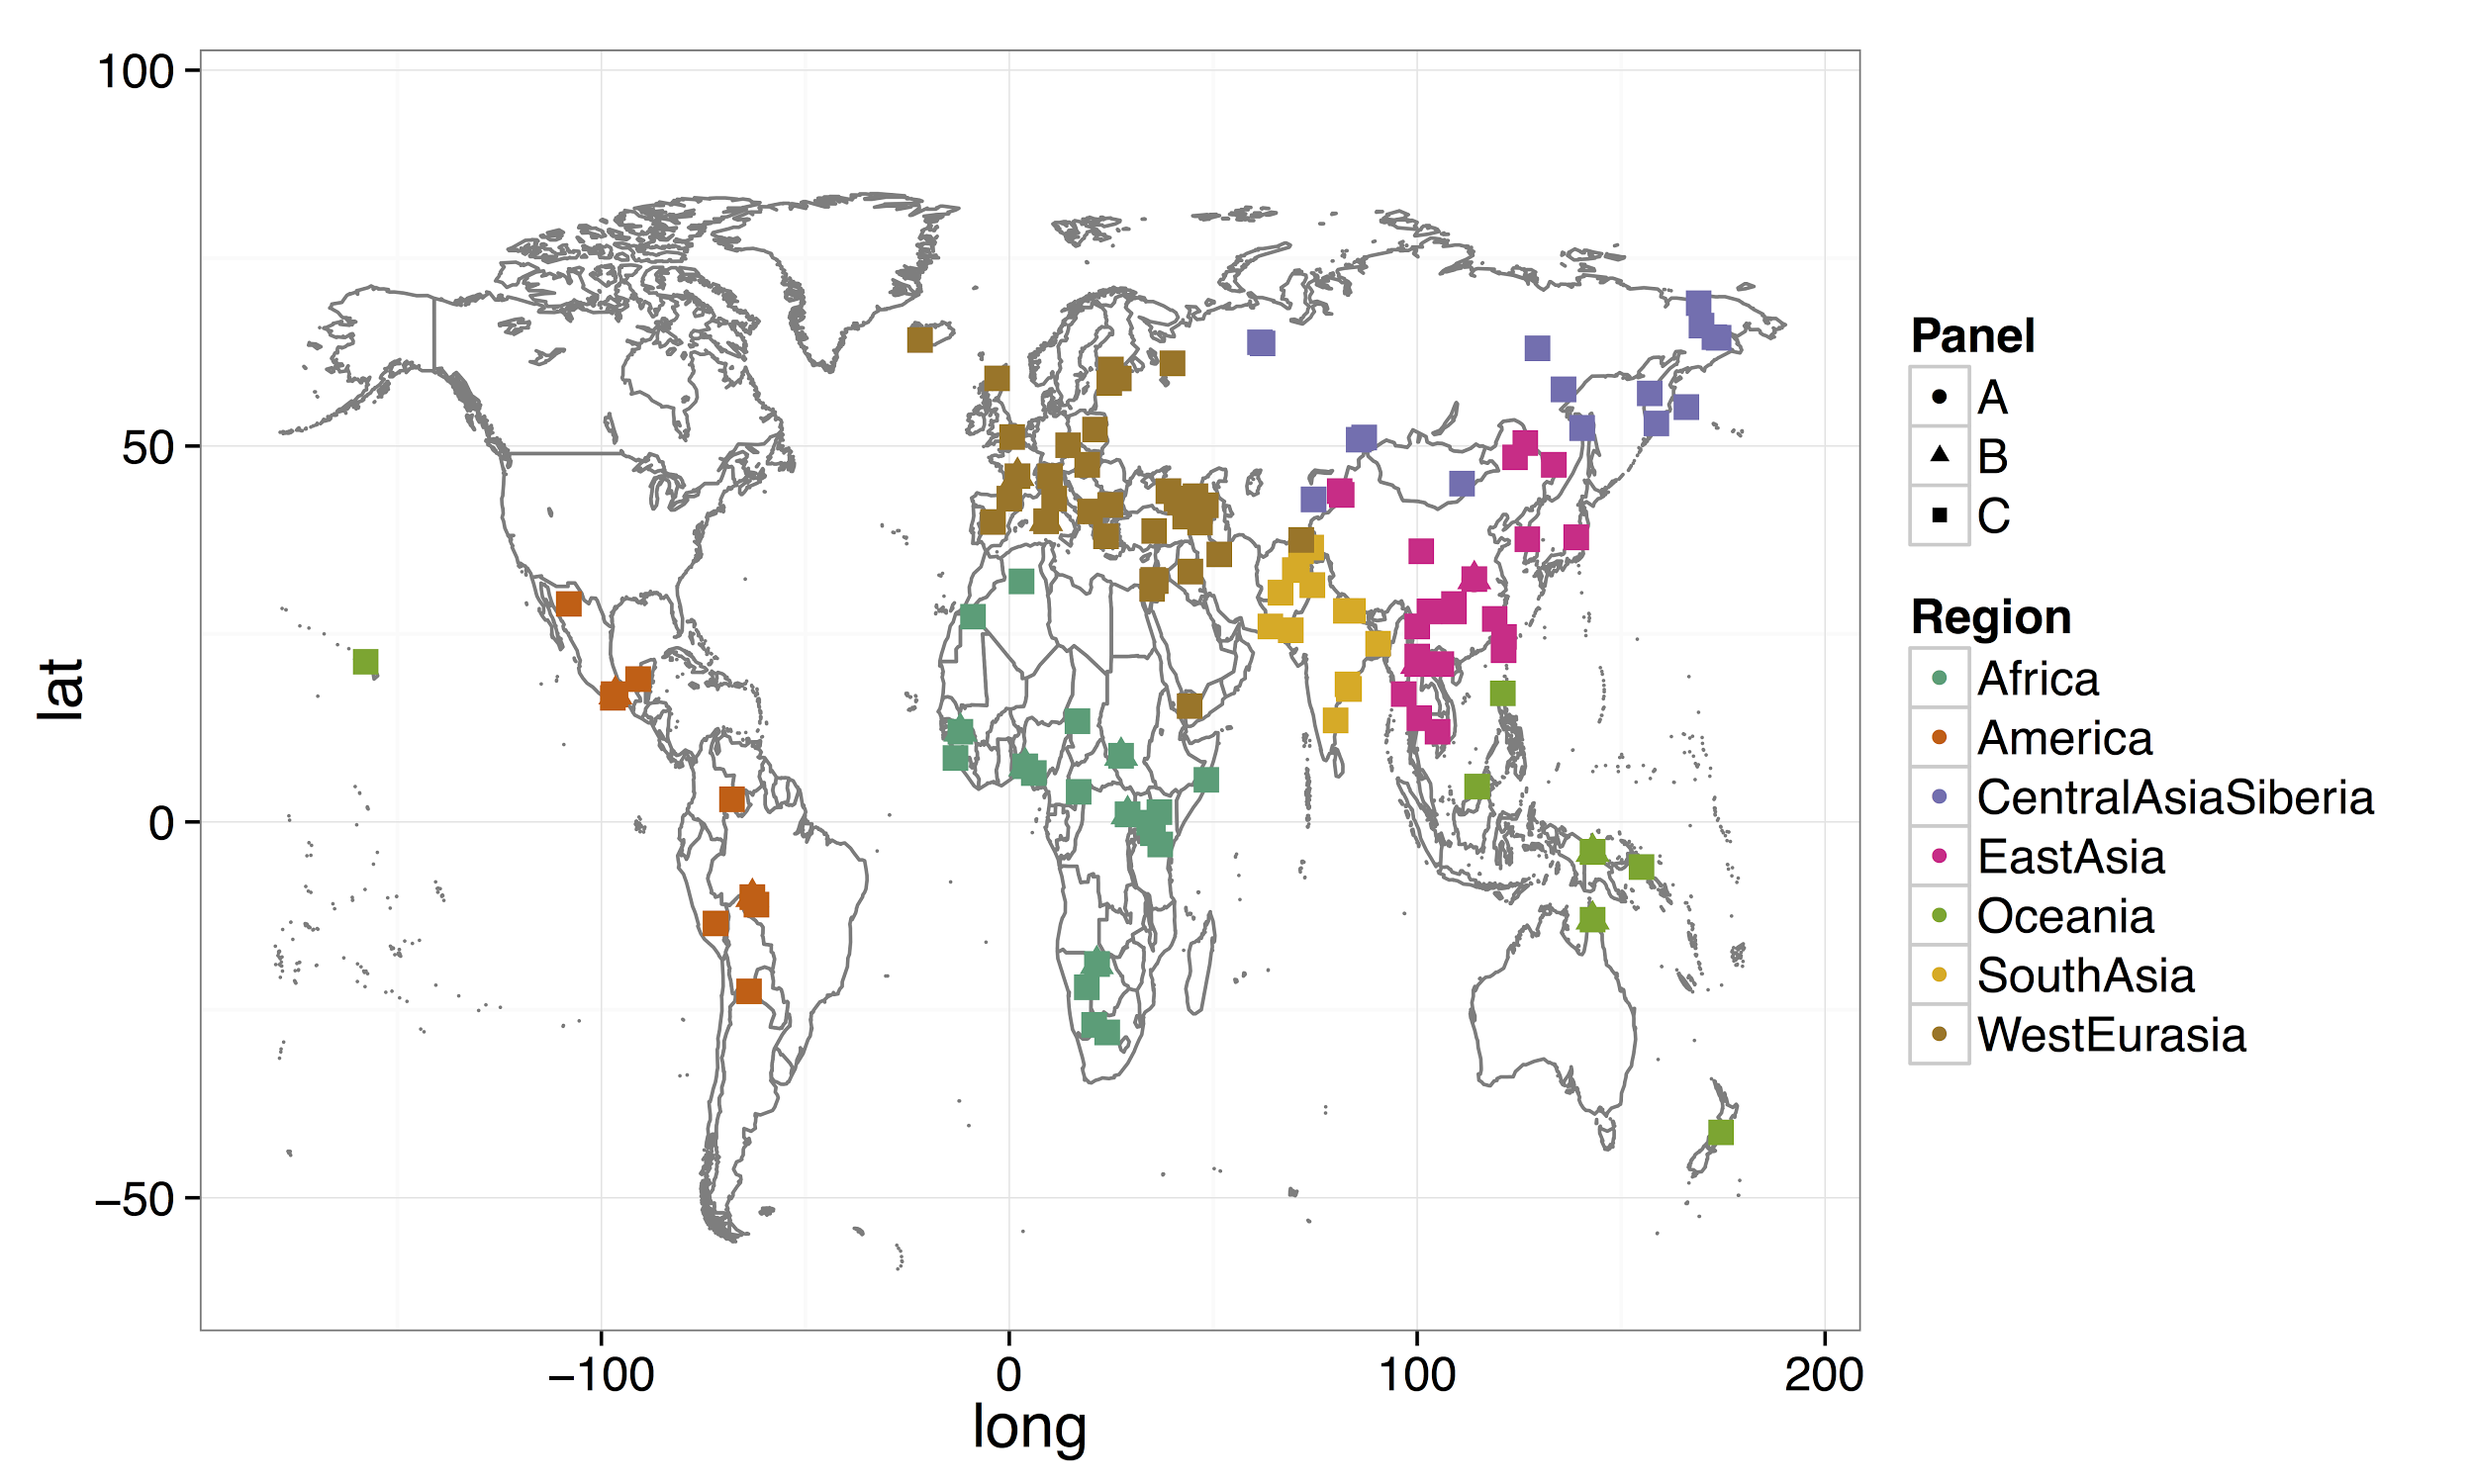 100
50
0
−50
lat
−100
0
100
200
long
Panel
A
B
C
Region
Africa
America
CentralAsiaSiberia
EastAsia
Oceania
SouthAsia
WestEurasia